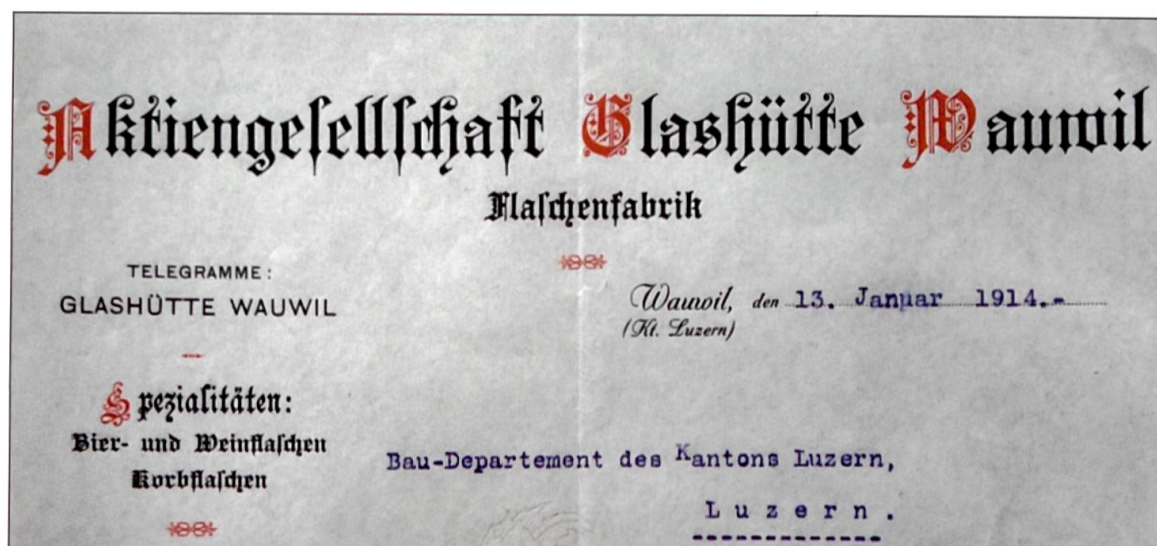 Aktiengesellschaft Glashütte Wauwil
Flaschenfabrik
TELEGRAMME:
GLASHÜTTE WAUWIL
Wauwil, den 13. Januar 1914.-
(Kt. Luzern)
Spezialitäten:
Bier- und Weinflaschen
Korbflaschen
Bau-Departement des Kantons Luzern,
Luzern.